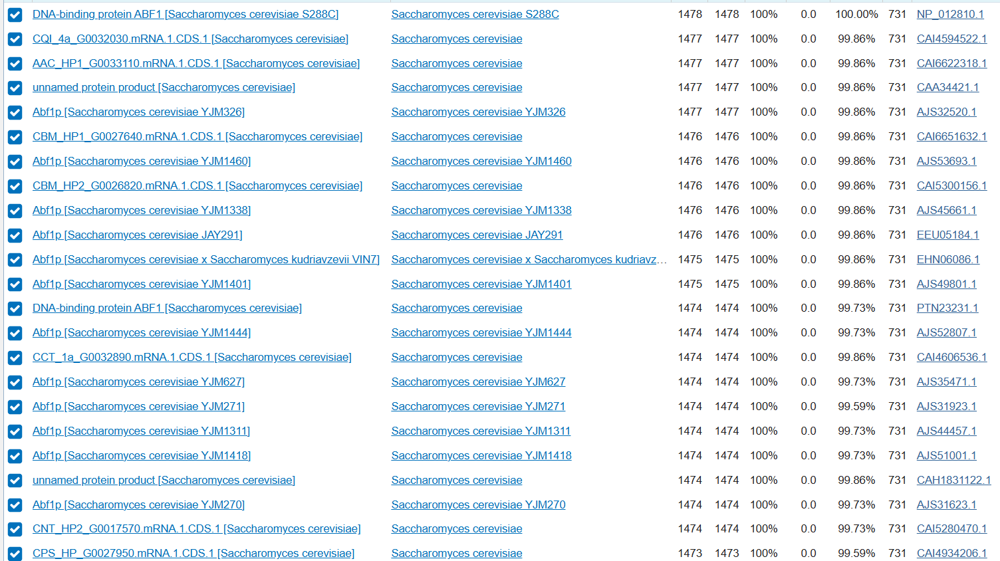 DNA-binding protein ABF1 [Saccharomyces cerevisiae S288C] Saccharomyces cerevisiae S288C 1478 1478 100% 0.0 100.00% 731 NP_012810.1
CQI_4a_G0032030.mRNA.1.CDS.1 [Saccharomyces cerevisiae] Saccharomyces cerevisiae 1477 1477 100% 0.0 99.86% 731 CAI4594522.1
AAC_HP1_G0033110.mRNA.1.CDS.1 [Saccharomyces cerevisiae] Saccharomyces cerevisiae 1477 1477 100% 0.0 99.86% 731 CAI6622318.1
unnamed protein product [Saccharomyces cerevisiae] Saccharomyces cerevisiae 1477 1477 100% 0.0 99.86% 731 CAA34421.1
Abf1p [Saccharomyces cerevisiae YJM326] Saccharomyces cerevisiae YJM326 1477 1477 100% 0.0 99.86% 731 AJS32520.1
CBM_HP1_G0027640.mRNA.1.CDS.1 [Saccharomyces cerevisiae] Saccharomyces cerevisiae 1476 1476 100% 0.0 99.86% 731 CAI6651632.1
Abf1p [Saccharomyces cerevisiae YJM1460] Saccharomyces cerevisiae YJM1460 1476 1476 100% 0.0 99.86% 731 AJS53693.1
CBM_HP2_G0026820.mRNA.1.CDS.1 [Saccharomyces cerevisiae] Saccharomyces cerevisiae 1476 1476 100% 0.0 99.86% 731 CAI5300156.1
Abf1p [Saccharomyces cerevisiae YJM1338] Saccharomyces cerevisiae YJM1338 1476 1476 100% 0.0 99.86% 731 AJS45661.1
Abf1p [Saccharomyces cerevisiae JAY291] Saccharomyces cerevisiae JAY291 1476 1476 100% 0.0 99.86% 731 EEU05184.1
Abf1p [Saccharomyces cerevisiae x Saccharomyces kudriavzevii VIN7] Saccharomyces cerevisiae x Saccharomyces kudriavz… 1475 1475 100% 0.0 99.86% 731 EHN06086.1
Abf1p [Saccharomyces cerevisiae YJM1401] Saccharomyces cerevisiae YJM1401 1475 1475 100% 0.0 99.86% 731 AJS49801.1
DNA-binding protein ABF1 [Saccharomyces cerevisiae] Saccharomyces cerevisiae 1474 1474 100% 0.0 99.73% 731 PTN23231.1
Abf1p [Saccharomyces cerevisiae YJM1444] Saccharomyces cerevisiae YJM1444 1474 1474 100% 0.0 99.73% 731 AJS52807.1
CCT_1a_G0032890.mRNA.1.CDS.1 [Saccharomyces cerevisiae] Saccharomyces cerevisiae 1474 1474 100% 0.0 99.86% 731 CAI4606536.1
Abf1p [Saccharomyces cerevisiae YJM627] Saccharomyces cerevisiae YJM627 1474 1474 100% 0.0 99.73% 731 AJS35471.1
Abf1p [Saccharomyces cerevisiae YJM271] Saccharomyces cerevisiae YJM271 1474 1474 100% 0.0 99.59% 731 AJS31923.1
Abf1p [Saccharomyces cerevisiae YJM1311] Saccharomyces cerevisiae YJM1311 1474 1474 100% 0.0 99.73% 731 AJS44457.1
Abf1p [Saccharomyces cerevisiae YJM1418] Saccharomyces cerevisiae YJM1418 1474 1474 100% 0.0 99.73% 731 AJS51001.1
unnamed protein product [Saccharomyces cerevisiae] Saccharomyces cerevisiae 1474 1474 100% 0.0 99.86% 731 CAH1831122.1
Abf1p [Saccharomyces cerevisiae YJM270] Saccharomyces cerevisiae YJM270 1474 1474 100% 0.0 99.73% 731 AJS31623.1
CNT_HP2_G0017570.mRNA.1.CDS.1 [Saccharomyces cerevisiae] Saccharomyces cerevisiae 1474 1474 100% 0.0 99.73% 731 CAI5280470.1
CPS_HP_G0027950.mRNA.1.CDS.1 [Saccharomyces cerevisiae] Saccharomyces cerevisiae 1473 1473 100% 0.0 99.59% 731 CAI4934206.1